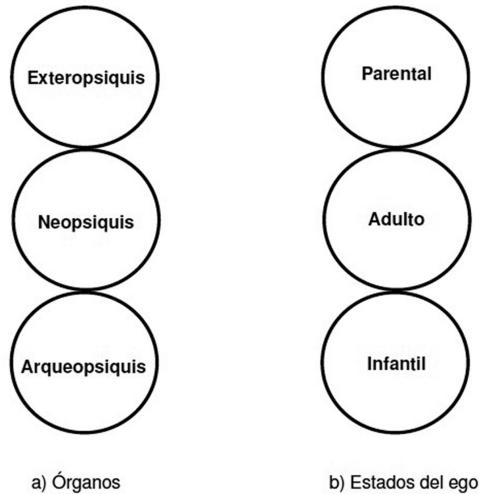 Exteropsiquis
Neopsiquis
Arqueopsiquis
a) Órganos
Parental
Adulto
Infantil
b) Estados del ego